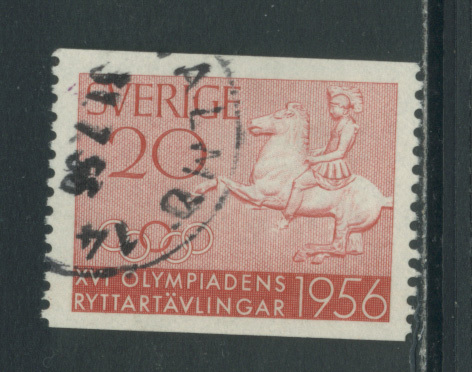 SVERIGE
20
XVI OLYMPIADENS
RYTTARTÄVLINGAR 1956